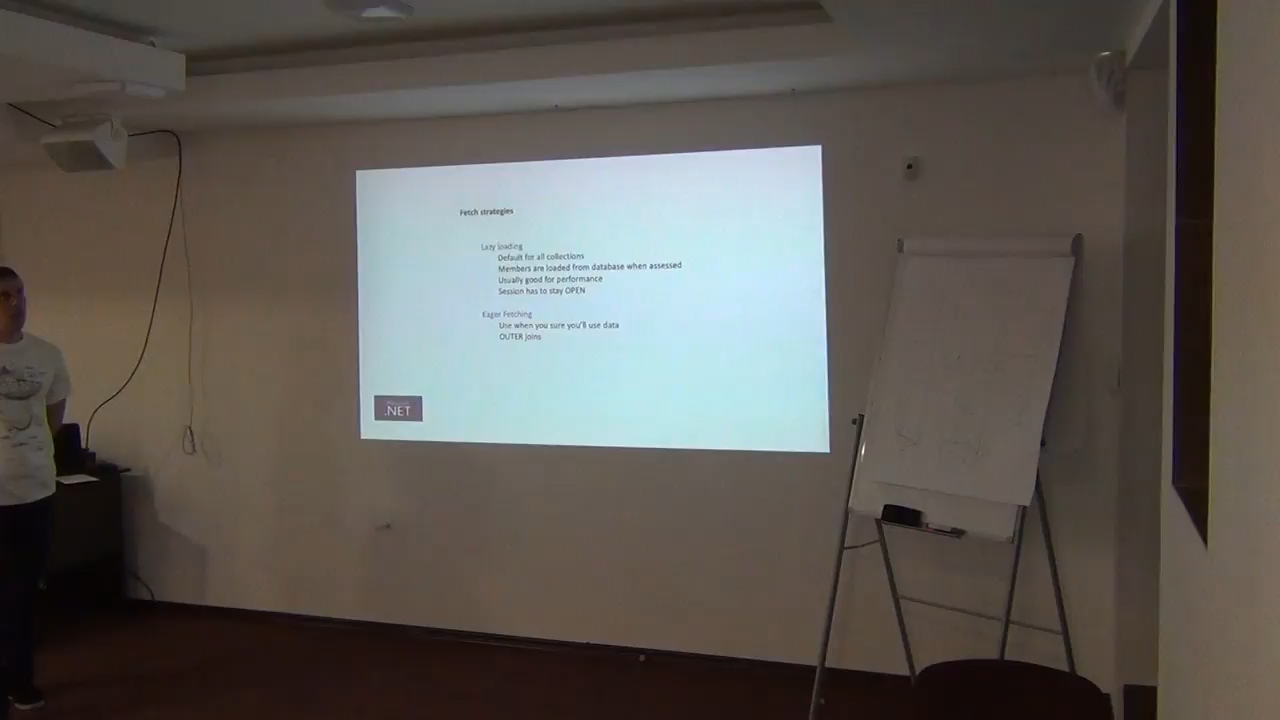 Fetch strategies
Lazy loading
Default for all collections
Members are loaded from database when assessed
Usually good for performance
Session has to stay OPEN
Eager Fetching
Use when you sure you'll use data
OUTER joins
.NET